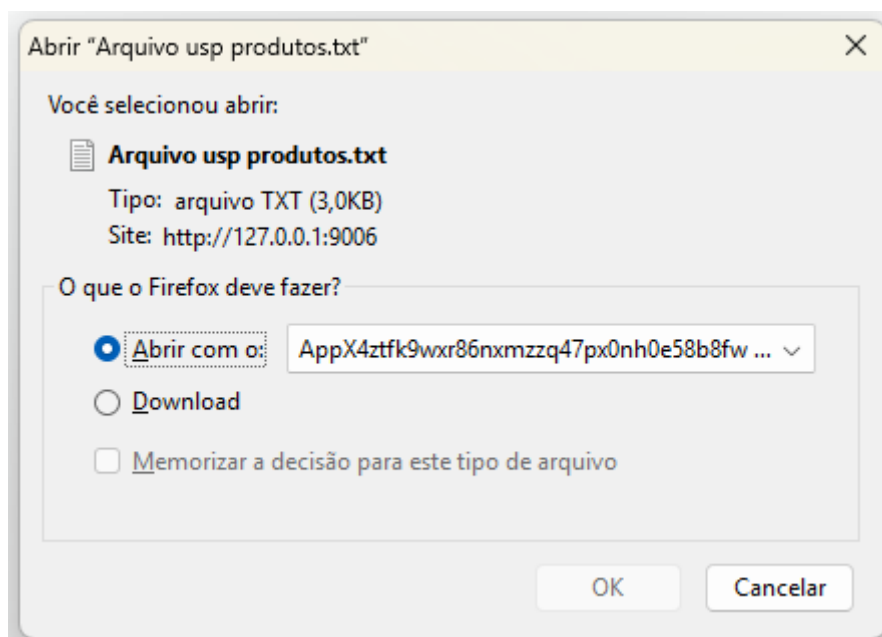 Abrir “Arquivo usp produtos.txt”
Você selecionou abrir:
Arquivo usp produtos.txt
Tipo: arquivo TXT (3,0KB)
Site: http://127.0.0.1:9006
O que o Firefox deve fazer?
Abrir com o: AppX4ztfk9wxr86nxmzzq47px0nh0e58b8fw ...
Download
Memorizar a decisão para este tipo de arquivo
OK Cancelar